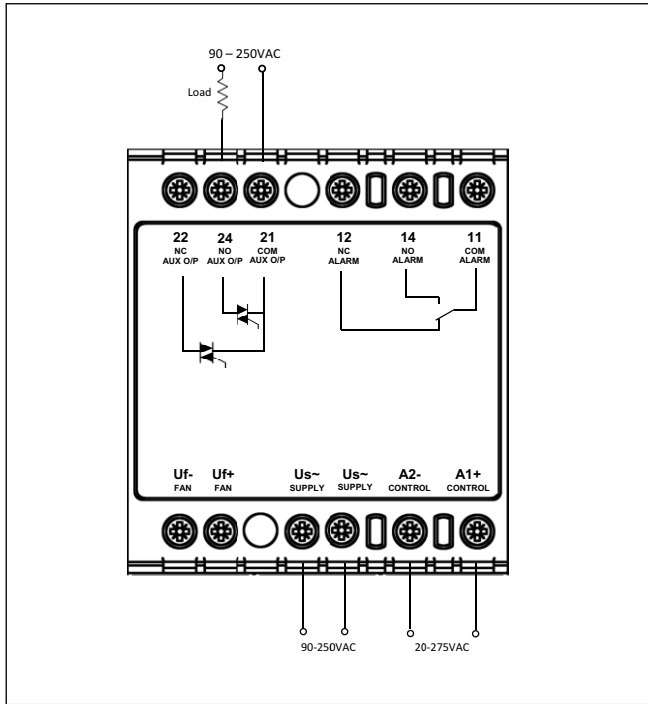 90 – 250VAC
Load
22 24 21 12 14 11
NC NO COM NC NO COM
AUX O/P AUX O/P AUX O/P ALARM ALARM ALARM
Uf- Uf+ Us~ Us~ A2- A1+
FAN FAN SUPPLY SUPPLY CONTROL CONTROL
90-250VAC 20-275VAC